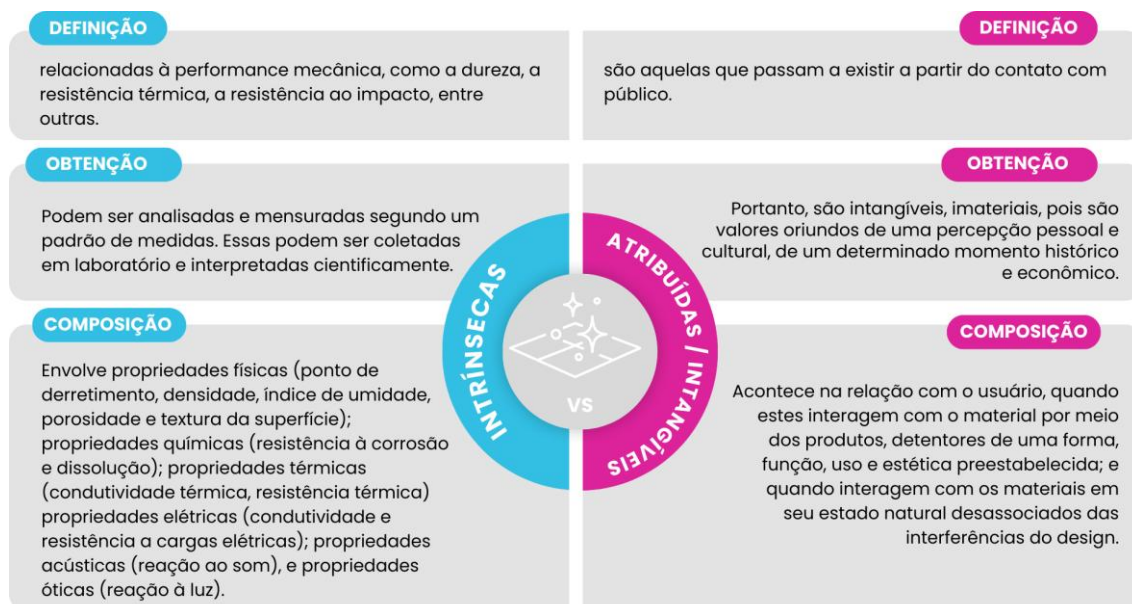 DEFINIÇÃO
relacionadas à performance mecânica, como a dureza, a
resistência térmica, a resistência ao impacto, entre
outras.
OBTENÇÃO
Podem ser analisadas e mensuradas segundo um
padrão de medidas. Essas podem ser coletadas
em laboratório e interpretadas cientificamente.
COMPOSIÇÃO
Envolve propriedades físicas (ponto de
derretimento, densidade, índice de umidade,
porosidade e textura da superfície);
propriedades químicas (resistência à corrosão
e dissolução); propriedades térmicas
(condutividade térmica, resistência térmica)
propriedades elétricas (condutividade e
resistência a cargas elétricas); propriedades
acústicas (reação ao som), e propriedades
óticas (reação à luz).
INTRÍNSECAS
VS
ATRIBUÍDAS / INTANGÍVEIS
DEFINIÇÃO
são aquelas que passam a existir a partir do contato com
público.
OBTENÇÃO
Portanto, são intangíveis, imateriais, pois são
valores oriundos de uma percepção pessoal e
cultural, de um determinado momento histórico
e econômico.
COMPOSIÇÃO
Acontece na relação com o usuário, quando
estes interagem com o material por meio
dos produtos, detentores de uma forma,
função, uso e estética preestabelecida; e
quando interagem com os materiais em
seu estado natural desassociados das
interferências do design.